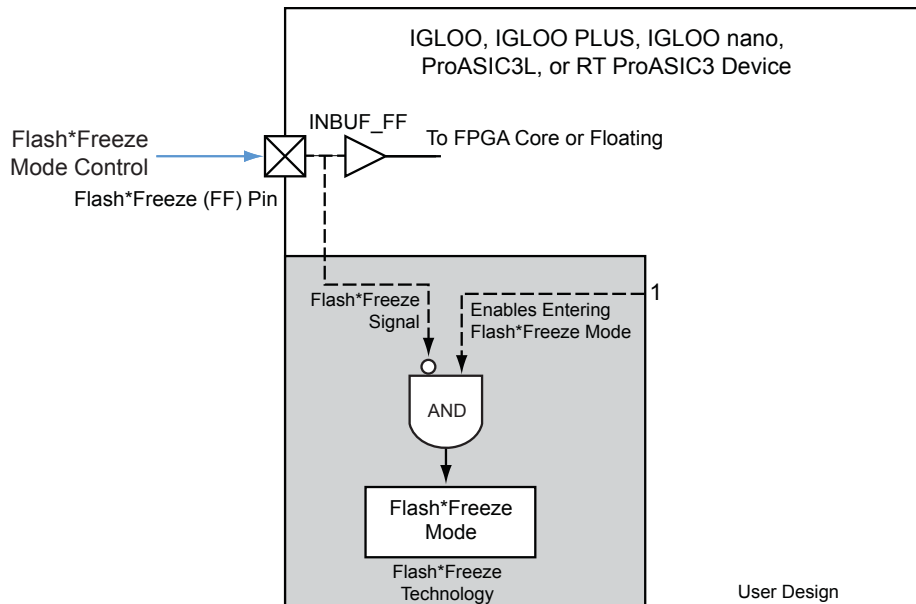 IGLOO, IGLOO PLUS, IGLOO nano,
ProASIC3L, or RT ProASIC3 Device
INBUF_FF
To FPGA Core or Floating
Flash*Freeze
Mode Control
Flash*Freeze (FF) Pin
1
Flash*Freeze
Signal
Enables Entering
Flash*Freeze Mode
AND
Flash*Freeze
Mode
Flash*Freeze
Technology
User Design